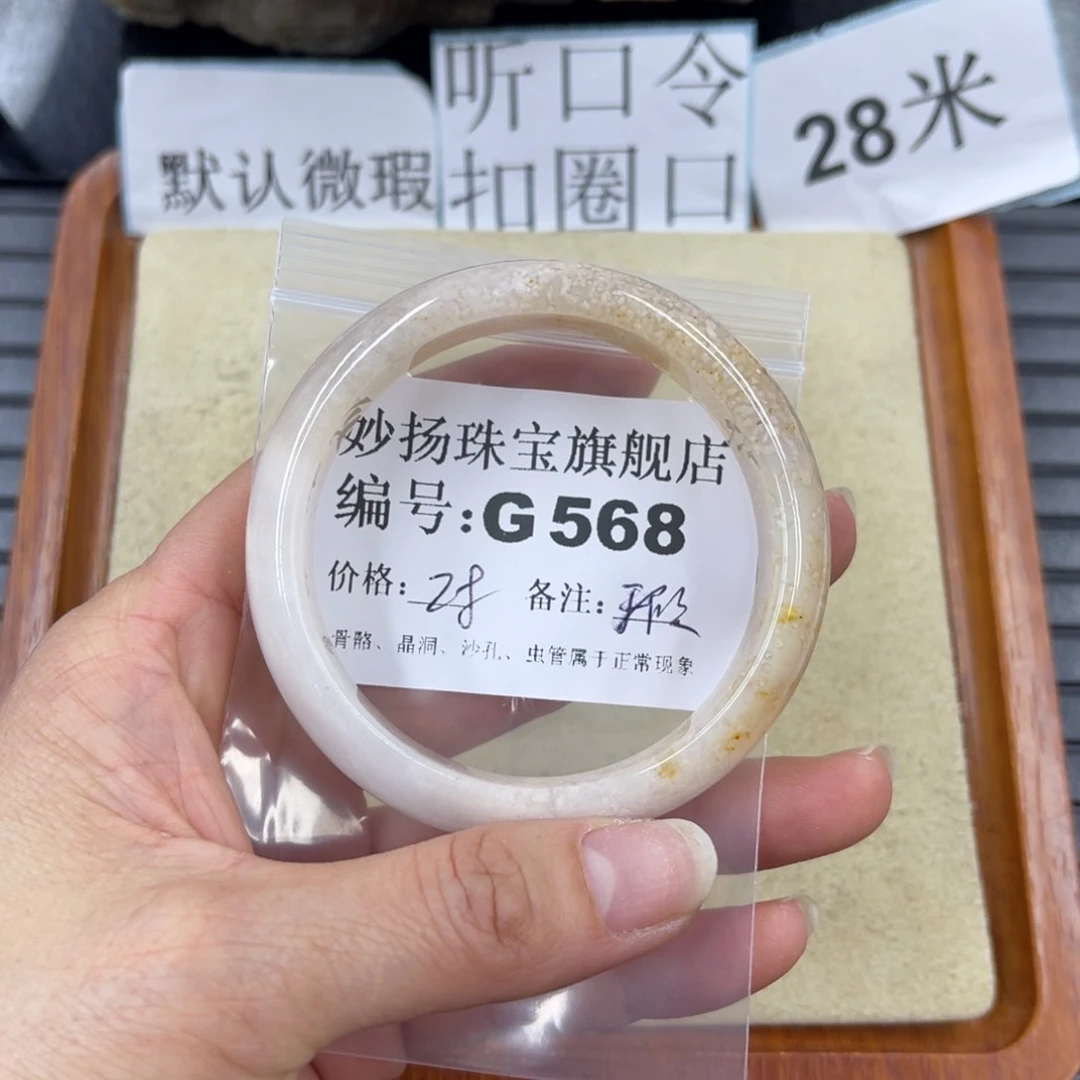 默认微瑕
听口令
扣圈口
28米
妙扬珠宝旗舰店
编号:G568
价格:28 备注:
骨骼、晶洞、沙孔、虫管属于正常现象